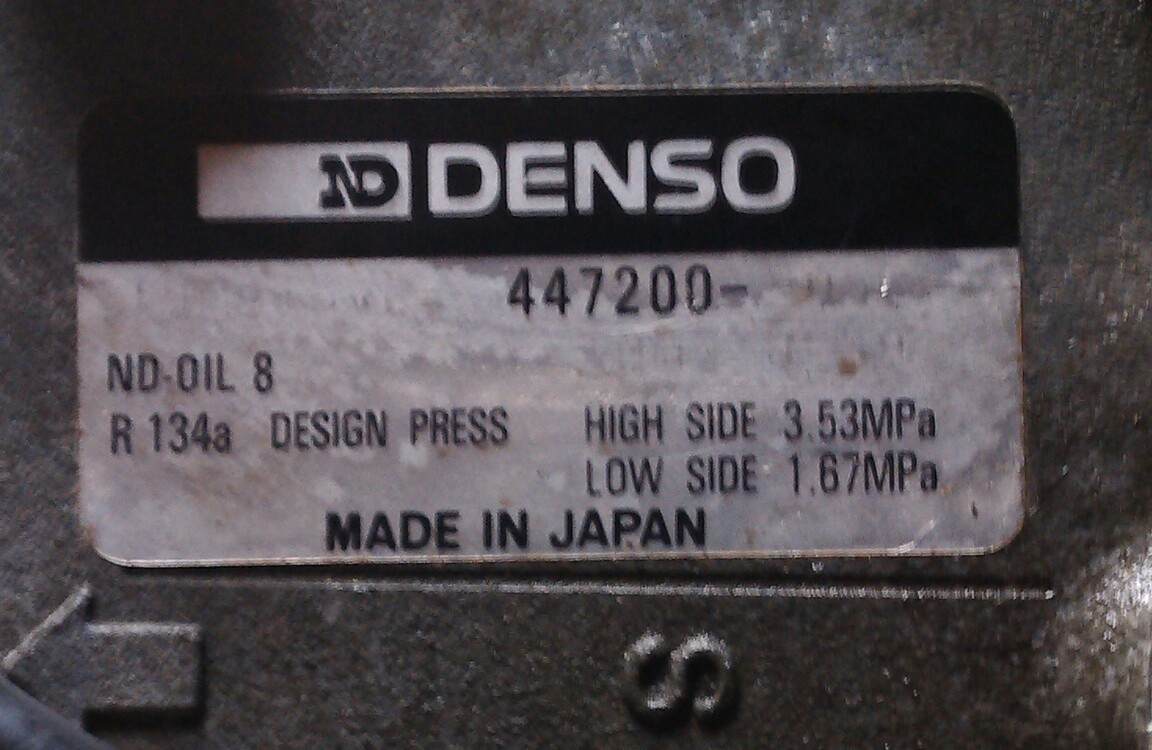 ND DENSO
447200-
ND-OIL 8
R 134a DESIGN PRESS HIGH SIDE 3.53MPa
LOW SIDE 1.67MPa
MADE IN JAPAN
S